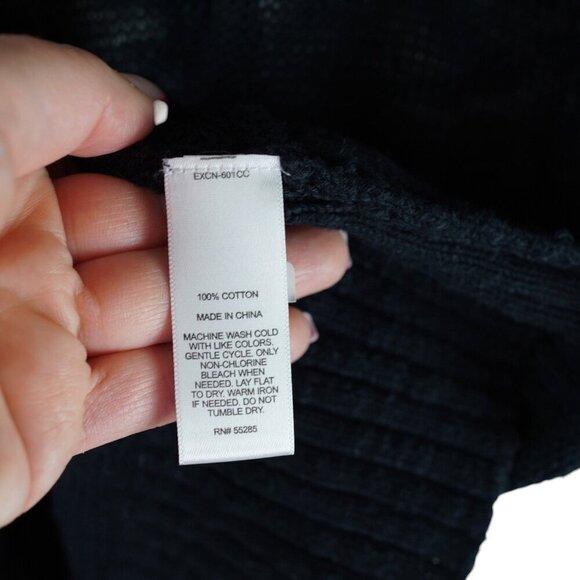 EXCN-601CC
100% COTTON
MADE IN CHINA
MACHINE WASH COLD
WITH LIKE COLORS.
GENTLE CYCLE. ONLY
NON-CHLORINE
BLEACH WHEN
NEEDED. LAY FLAT
TO DRY. WARM IRON
IF NEEDED. DO NOT
TUMBLE DRY.
RN# 55285